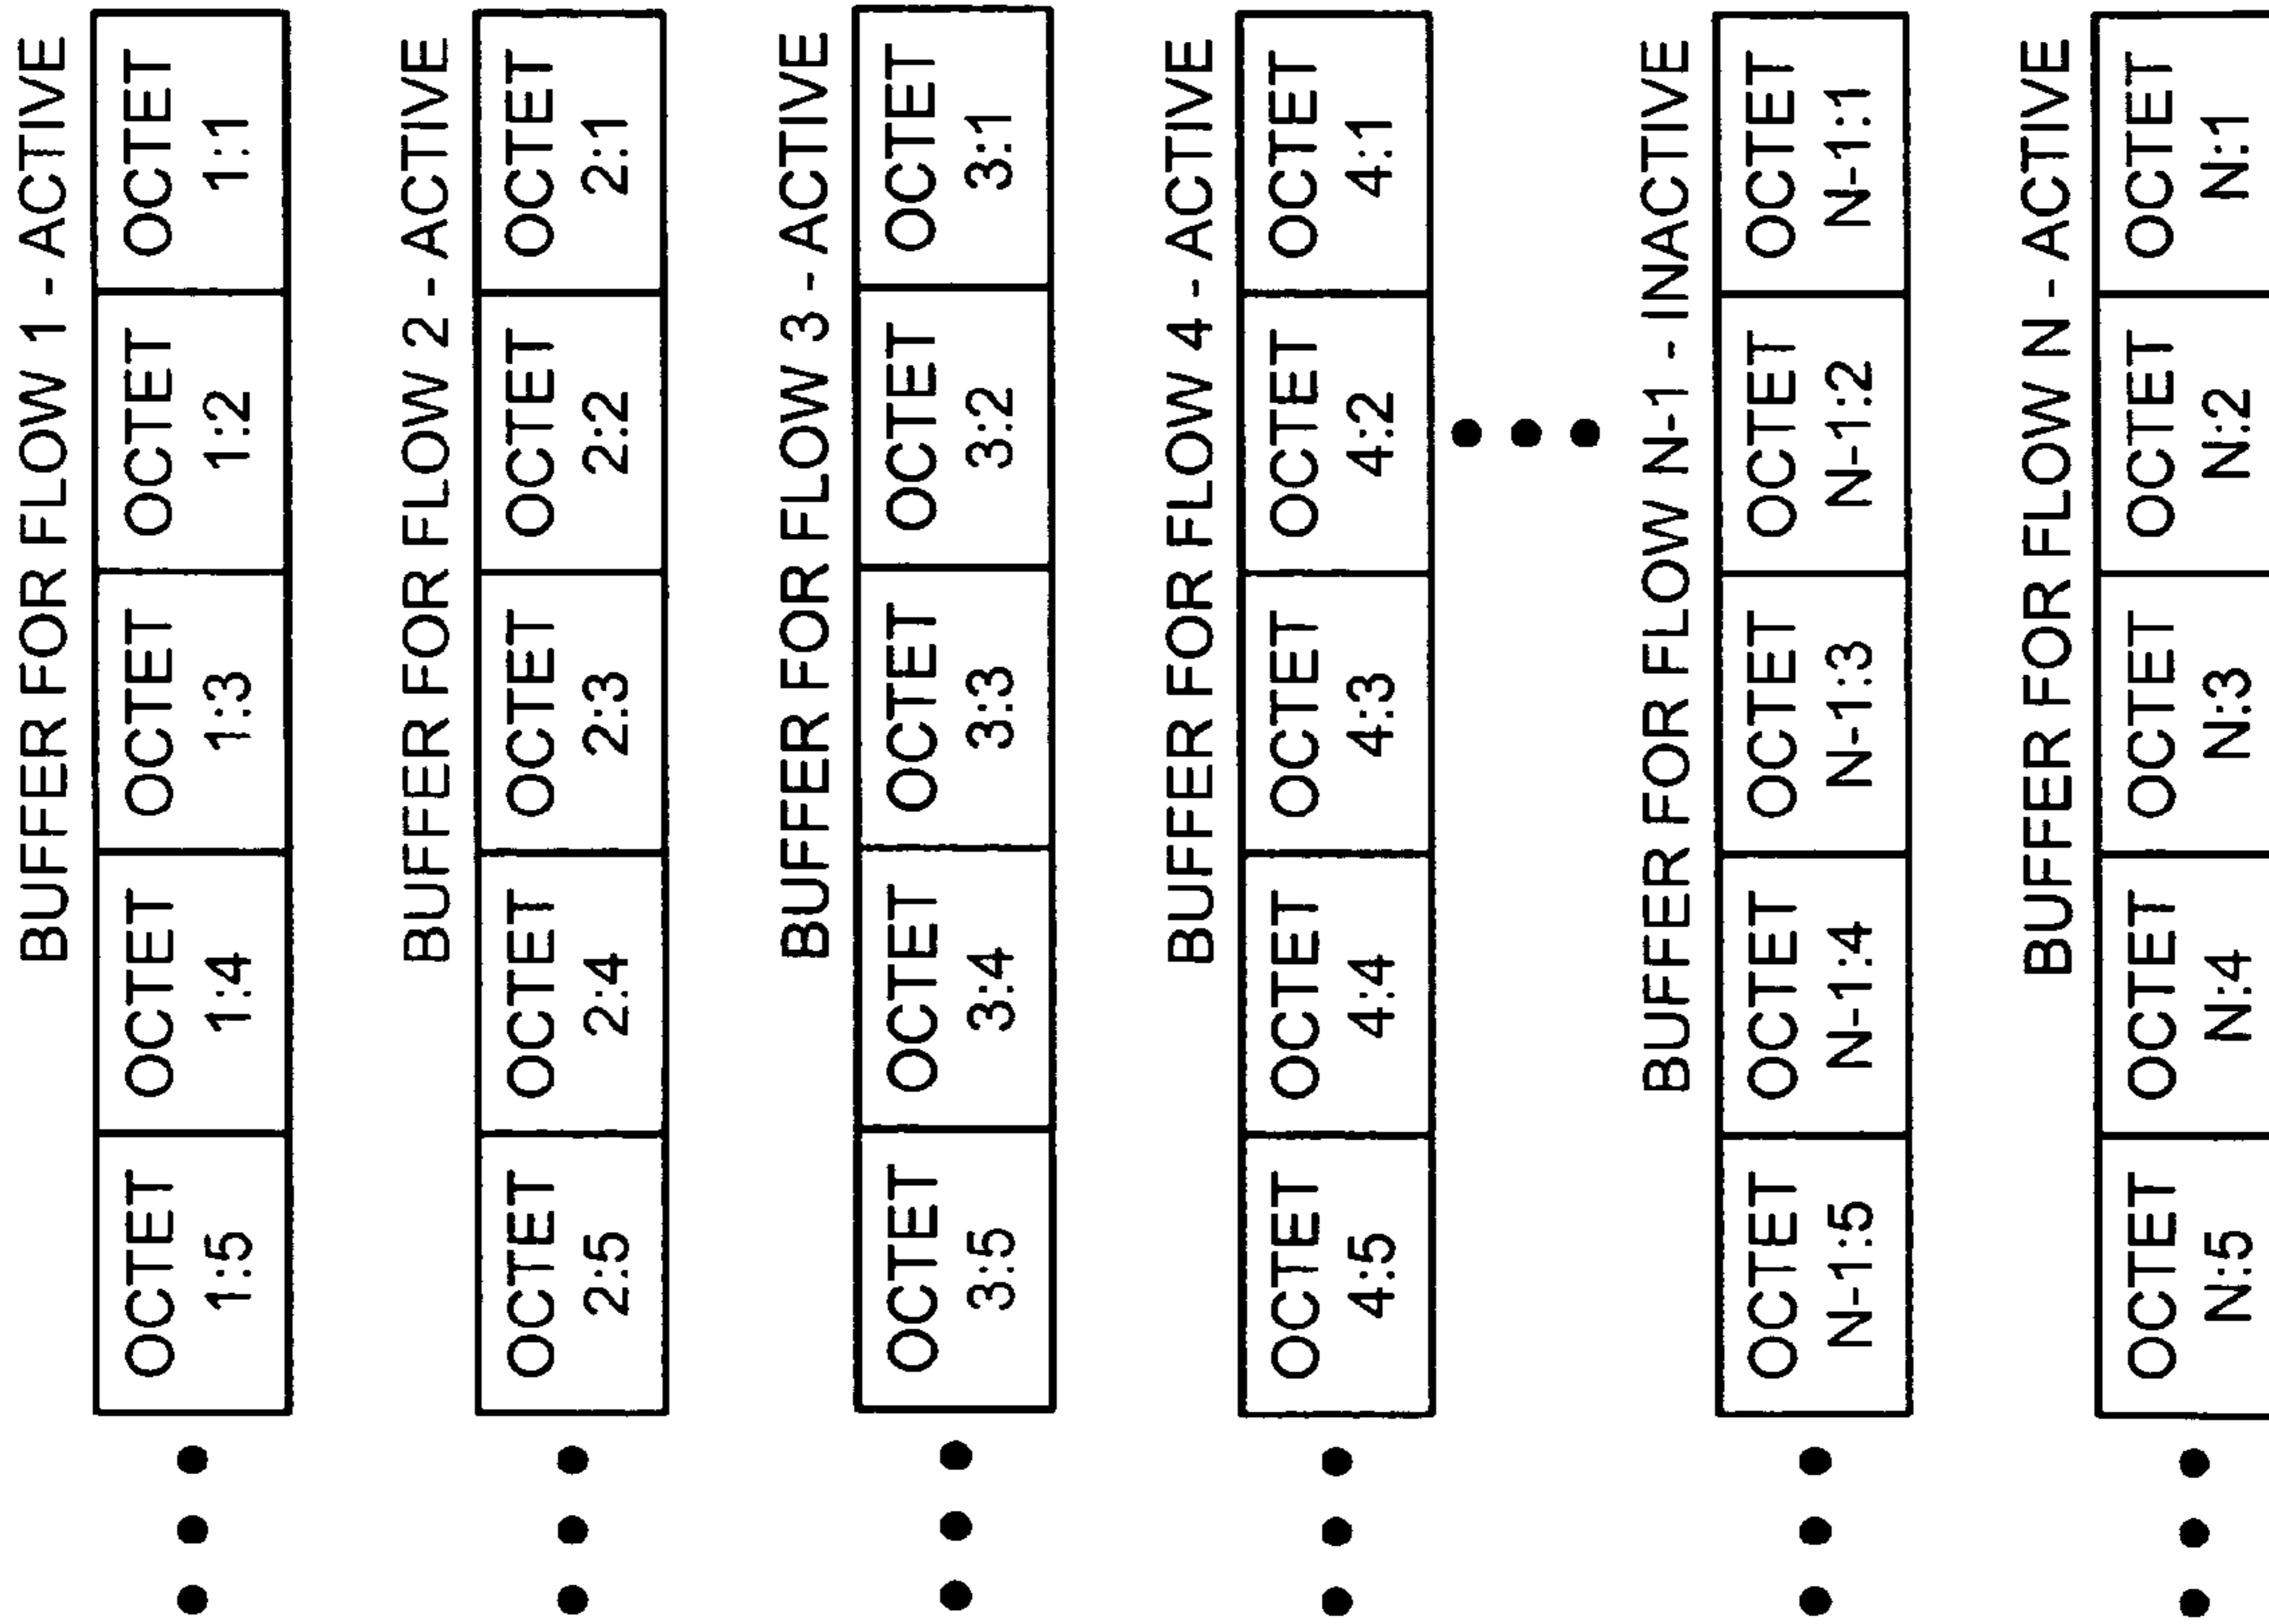 BUFFER FOR FLOW 1 - ACTIVE
OCTET OCTET OCTET OCTET OCTET
1:5 1:4 1:3 1:2 1:1
BUFFER FOR FLOW 2 - ACTIVE
OCTET OCTET OCTET OCTET OCTET
2:5 2:4 2:3 2:2 2:1
BUFFER FOR FLOW 3 - ACTIVE
OCTET OCTET OCTET OCTET OCTET
3:5 3:4 3:3 3:2 3:1
BUFFER FOR FLOW 4 - ACTIVE
OCTET OCTET OCTET OCTET OCTET
4:5 4:4 4:3 4:2 4:1
BUFFER FOR FLOW N-1 - INACTIVE
OCTET OCTET OCTET OCTET OCTET
N-1:5 N-1:4 N-1:3 N-1:2 N-1:1
BUFFER FOR FLOW N - ACTIVE
OCTET OCTET OCTET OCTET OCTET
N:5 N:4 N:3 N:2 N:1